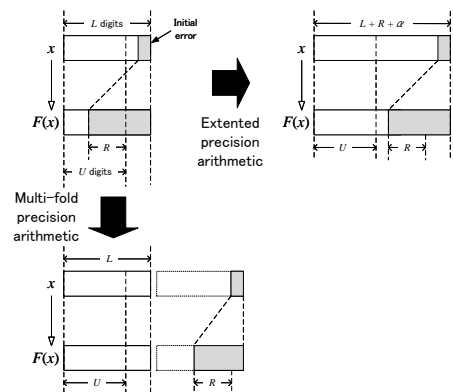 L digits
Initial
error
x
F(x)
R
U digits
Extented
precision
arithmetic
L + R + α
x
F(x)
U
R
Multi-fold
precision
arithmetic
L
x
F(x)
U
R